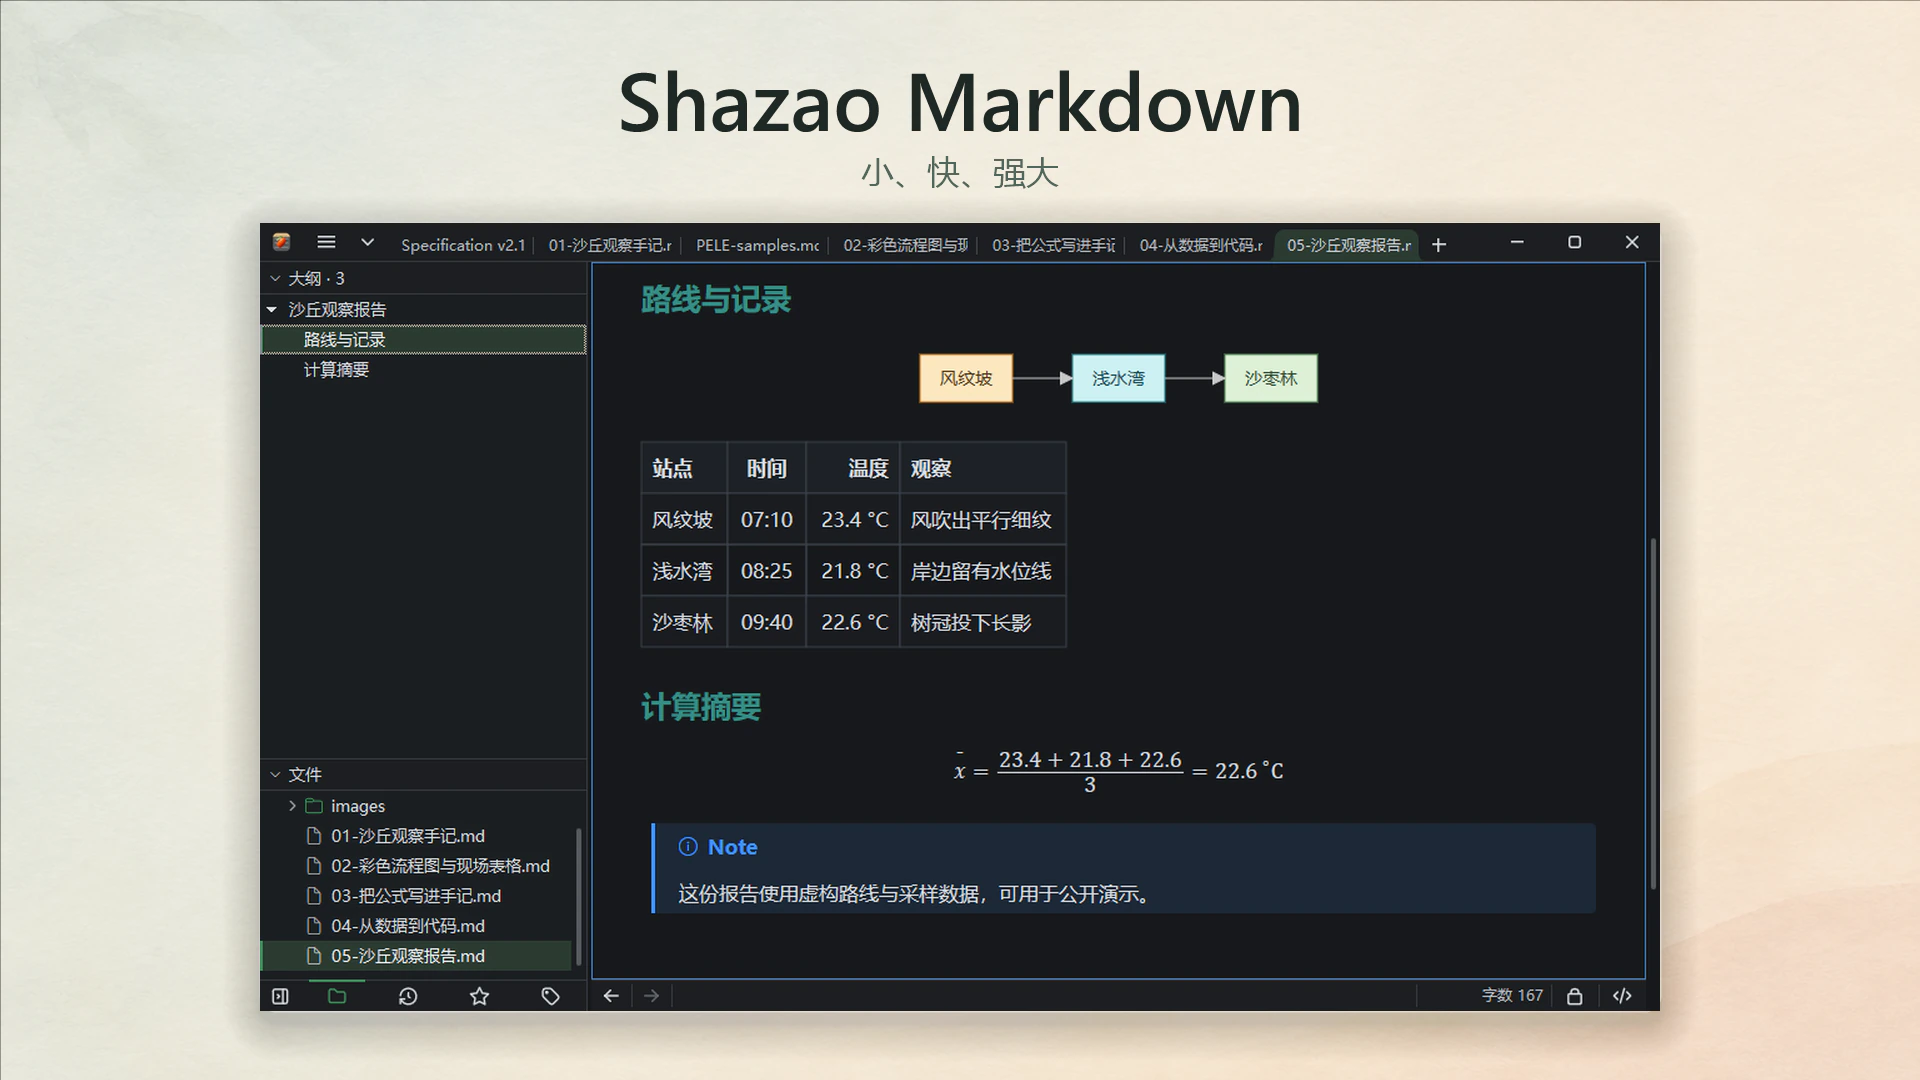 Shazao Markdown
小、快、强大
Specification v2.1
01-沙丘观察手记.r
PELE-samples.mc
02-彩色流程图与现
03-把公式写进手记
04-从数据到代码.r
05-沙丘观察报告.r
大纲 · 3
沙丘观察报告
路线与记录
计算摘要
文件
images
01-沙丘观察手记.md
02-彩色流程图与现场表格.md
03-把公式写进手记.md
04-从数据到代码.md
05-沙丘观察报告.md
路线与记录
风纹坡 浅水湾 沙枣林
站点 时间 温度 观察
风纹坡 07:10 23.4 °C 风吹出平行细纹
浅水湾 08:25 21.8 °C 岸边留有水位线
沙枣林 09:40 22.6 °C 树冠投下长影
计算摘要
x̄ = (23.4 + 21.8 + 22.6) / 3 = 22.6 °C
Note
这份报告使用虚构路线与采样数据，可用于公开演示。
字数 167